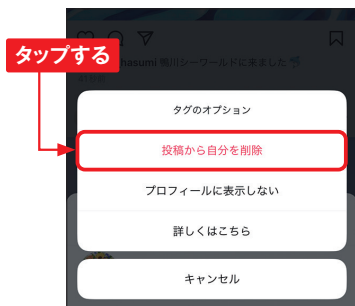 タップする
hasumi 鴨川シーワールドに来ました
タグのオプション
投稿から自分を削除
プロフィールに表示しない
詳しくはこちら
キャンセル